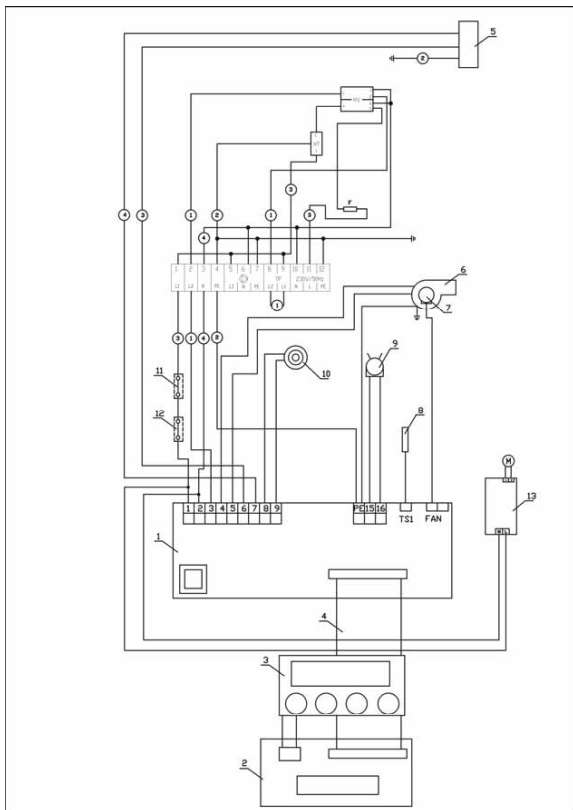 5
2
MV
HT
3
F
4 3 1 2 1 3
4
1 2 3 4 5 6 7 8 9 10 11 12
TP 230V/50Hz
L1 L2 N PE L1 N PE L2 L1 N L PE
1
6
7
3 1 4 2
9
10
11
12
8
M
1 2 3 4 5 6 7 8 9
PE 15 16
TS1 FAN
N L
13
1
4
3
2